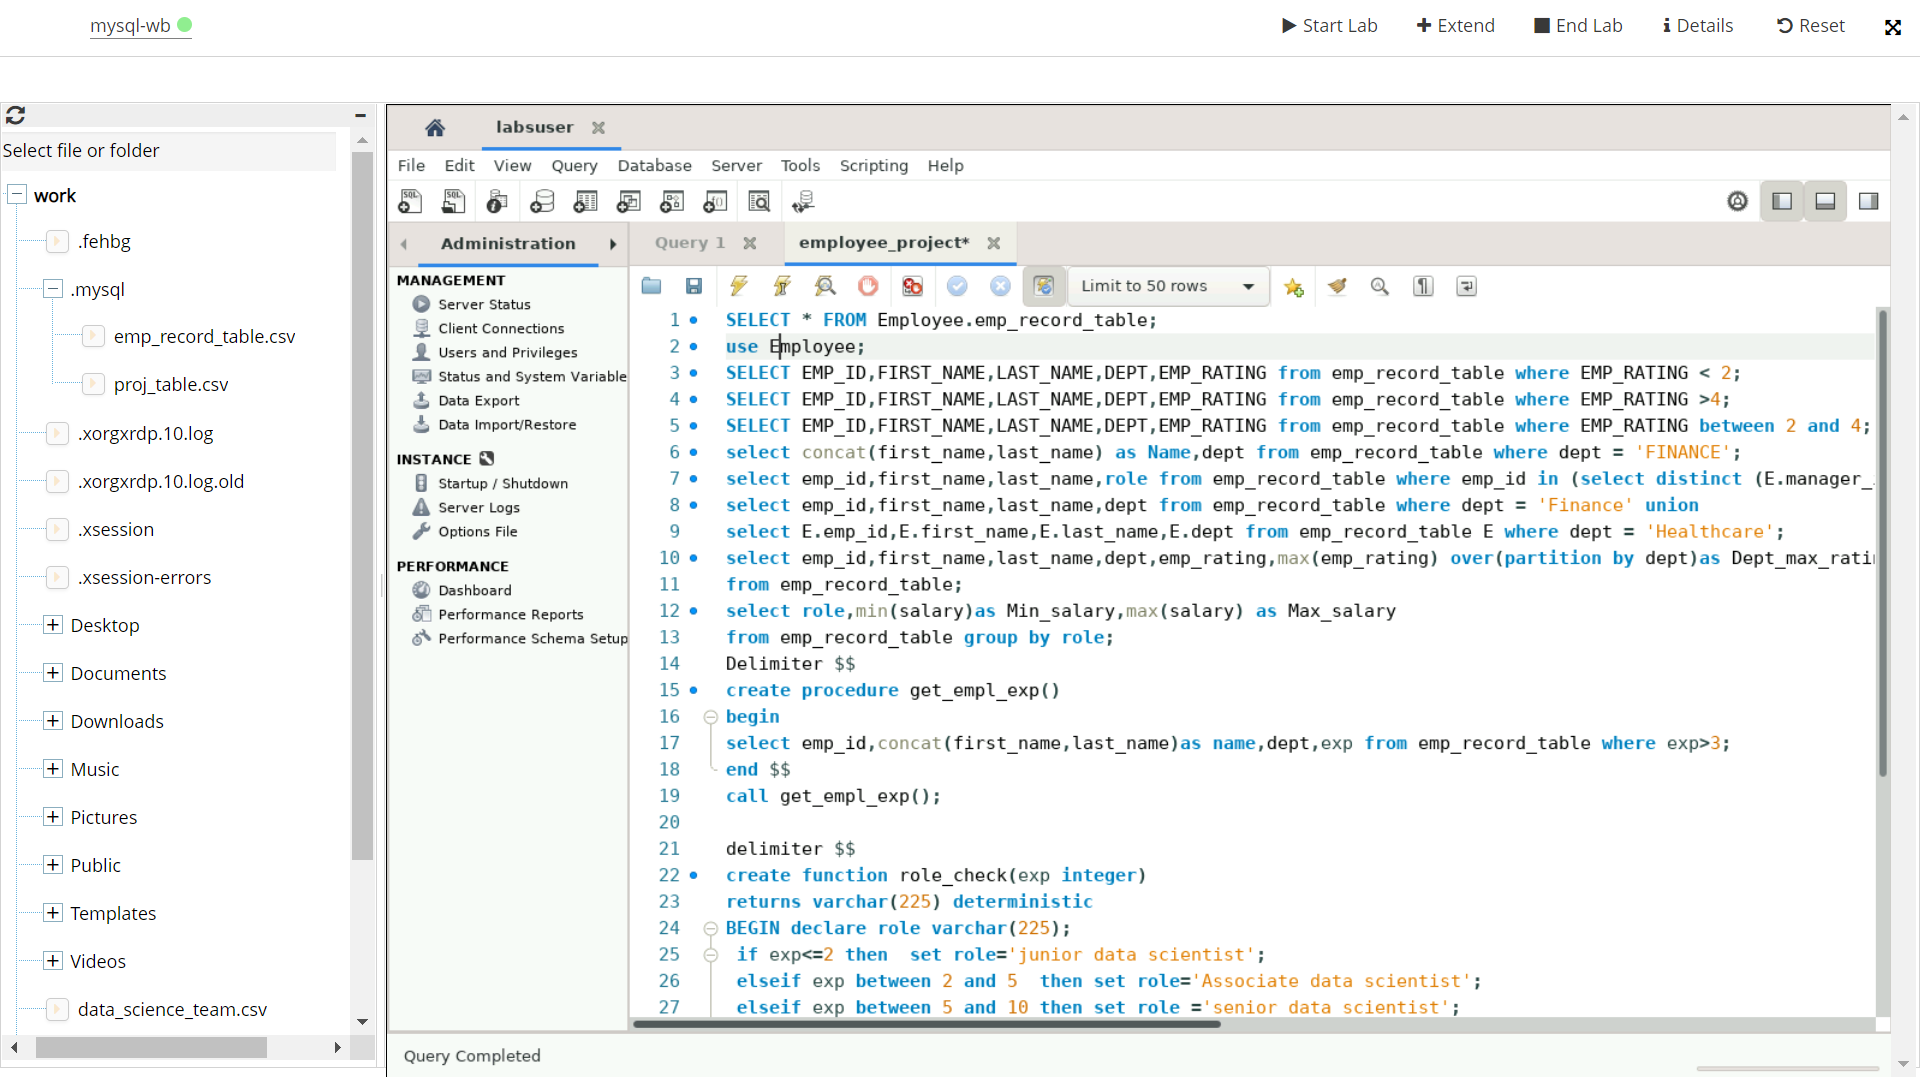 mysql-wb
Start Lab
Extend
End Lab
Details
Reset
Select file or folder
work
.fehbg
.mysql
emp_record_table.csv
proj_table.csv
.xorgxrdp.10.log
.xorgxrdp.10.log.old
.xsession
.xsession-errors
Desktop
Documents
Downloads
Music
Pictures
Public
Templates
Videos
data_science_team.csv
labsuser
File Edit View Query Database Server Tools Scripting Help
Administration
MANAGEMENT
Server Status
Client Connections
Users and Privileges
Status and System Variable
Data Export
Data Import/Restore
INSTANCE
Startup / Shutdown
Server Logs
Options File
PERFORMANCE
Dashboard
Performance Reports
Performance Schema Setup
Query 1
employee_project*
Limit to 50 rows
1 SELECT * FROM Employee.emp_record_table;
2 use Employee;
3 SELECT EMP_ID,FIRST_NAME,LAST_NAME,DEPT,EMP_RATING from emp_record_table where EMP_RATING < 2;
4 SELECT EMP_ID,FIRST_NAME,LAST_NAME,DEPT,EMP_RATING from emp_record_table where EMP_RATING >4;
5 SELECT EMP_ID,FIRST_NAME,LAST_NAME,DEPT,EMP_RATING from emp_record_table where EMP_RATING between 2 and 4;
6 select concat(first_name,last_name) as Name,dept from emp_record_table where dept = 'FINANCE';
7 select emp_id,first_name,last_name,role from emp_record_table where emp_id in (select distinct (E.manager_
8 select emp_id,first_name,last_name,dept from emp_record_table where dept = 'Finance' union
9 select E.emp_id,E.first_name,E.last_name,E.dept from emp_record_table E where dept = 'Healthcare';
10 select emp_id,first_name,last_name,dept,emp_rating,max(emp_rating) over(partition by dept)as Dept_max_rati
11 from emp_record_table;
12 select role,min(salary)as Min_salary,max(salary) as Max_salary
13 from emp_record_table group by role;
14 Delimiter $$
15 create procedure get_empl_exp()
16 begin
17 select emp_id,concat(first_name,last_name)as name,dept,exp from emp_record_table where exp>3;
18 end $$
19 call get_empl_exp();
20
21 delimiter $$
22 create function role_check(exp integer)
23 returns varchar(225) deterministic
24 BEGIN declare role varchar(225);
25 if exp<=2 then  set role='junior data scientist';
26 elseif exp between 2 and 5  then set role='Associate data scientist';
27 elseif exp between 5 and 10 then set role ='senior data scientist';
Query Completed